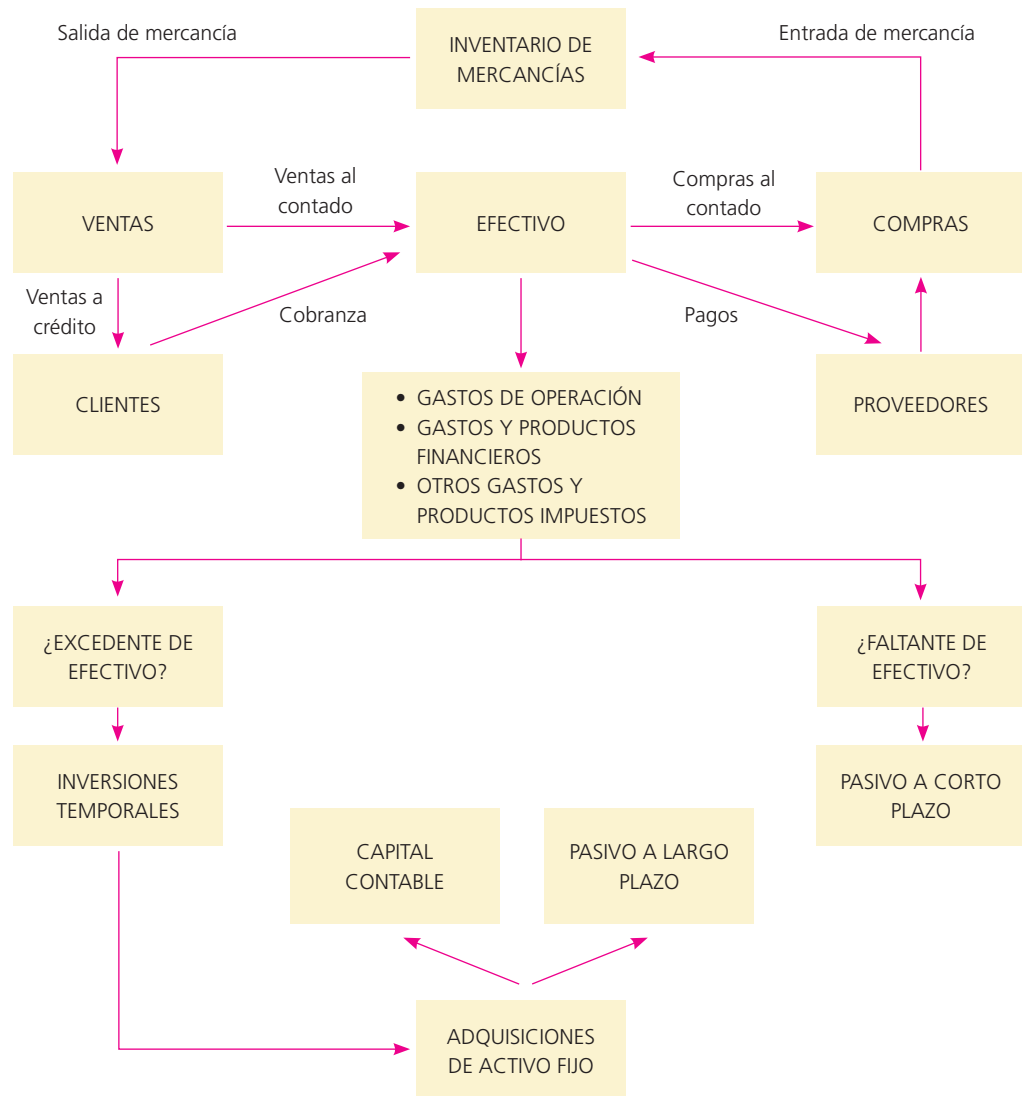 Salida de mercancía
INVENTARIO DE
MERCANCÍAS
Entrada de mercancía
VENTAS
Ventas al
contado
EFECTIVO
Compras al
contado
COMPRAS
Ventas a
crédito
Cobranza
Pagos
CLIENTES
• GASTOS DE OPERACIÓN
• GASTOS Y PRODUCTOS
FINANCIEROS
• OTROS GASTOS Y
PRODUCTOS IMPUESTOS
PROVEEDORES
¿EXCEDENTE DE
EFECTIVO?
¿FALTANTE DE
EFECTIVO?
INVERSIONES
TEMPORALES
PASIVO A CORTO
PLAZO
CAPITAL
CONTABLE
PASIVO A LARGO
PLAZO
ADQUISICIONES
DE ACTIVO FIJO